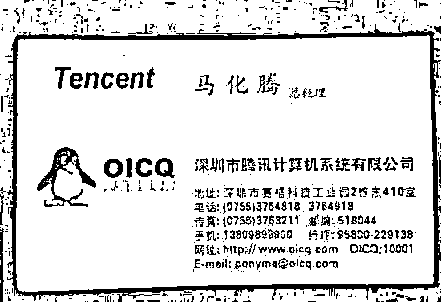 Tencent
马化腾 总经理
OICQ
深圳市腾讯计算机系统有限公司
地址: 深圳市赛格科技工业园2栋东410室
电话: (0755)3764818 3764919
传真: (0755)3763211 邮编: 518044
手机: 传呼: 95800-229138
网址: http://www.oicq.com OICQ:10001
E-mail: ponyma@oicq.com